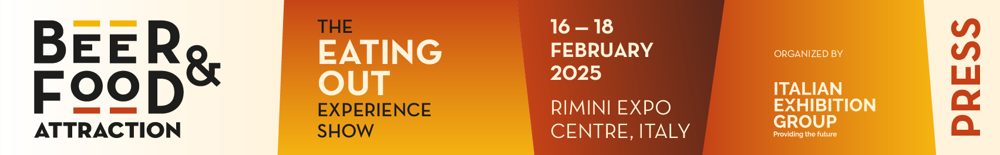 BEER &
FOOD
ATTRACTION
THE
EATING
OUT
EXPERIENCE
SHOW
16 – 18
FEBRUARY
2025
RIMINI EXPO
CENTRE, ITALY
ORGANIZED BY
ITALIAN
EXHIBITION
GROUP
Providing the future
PRESS